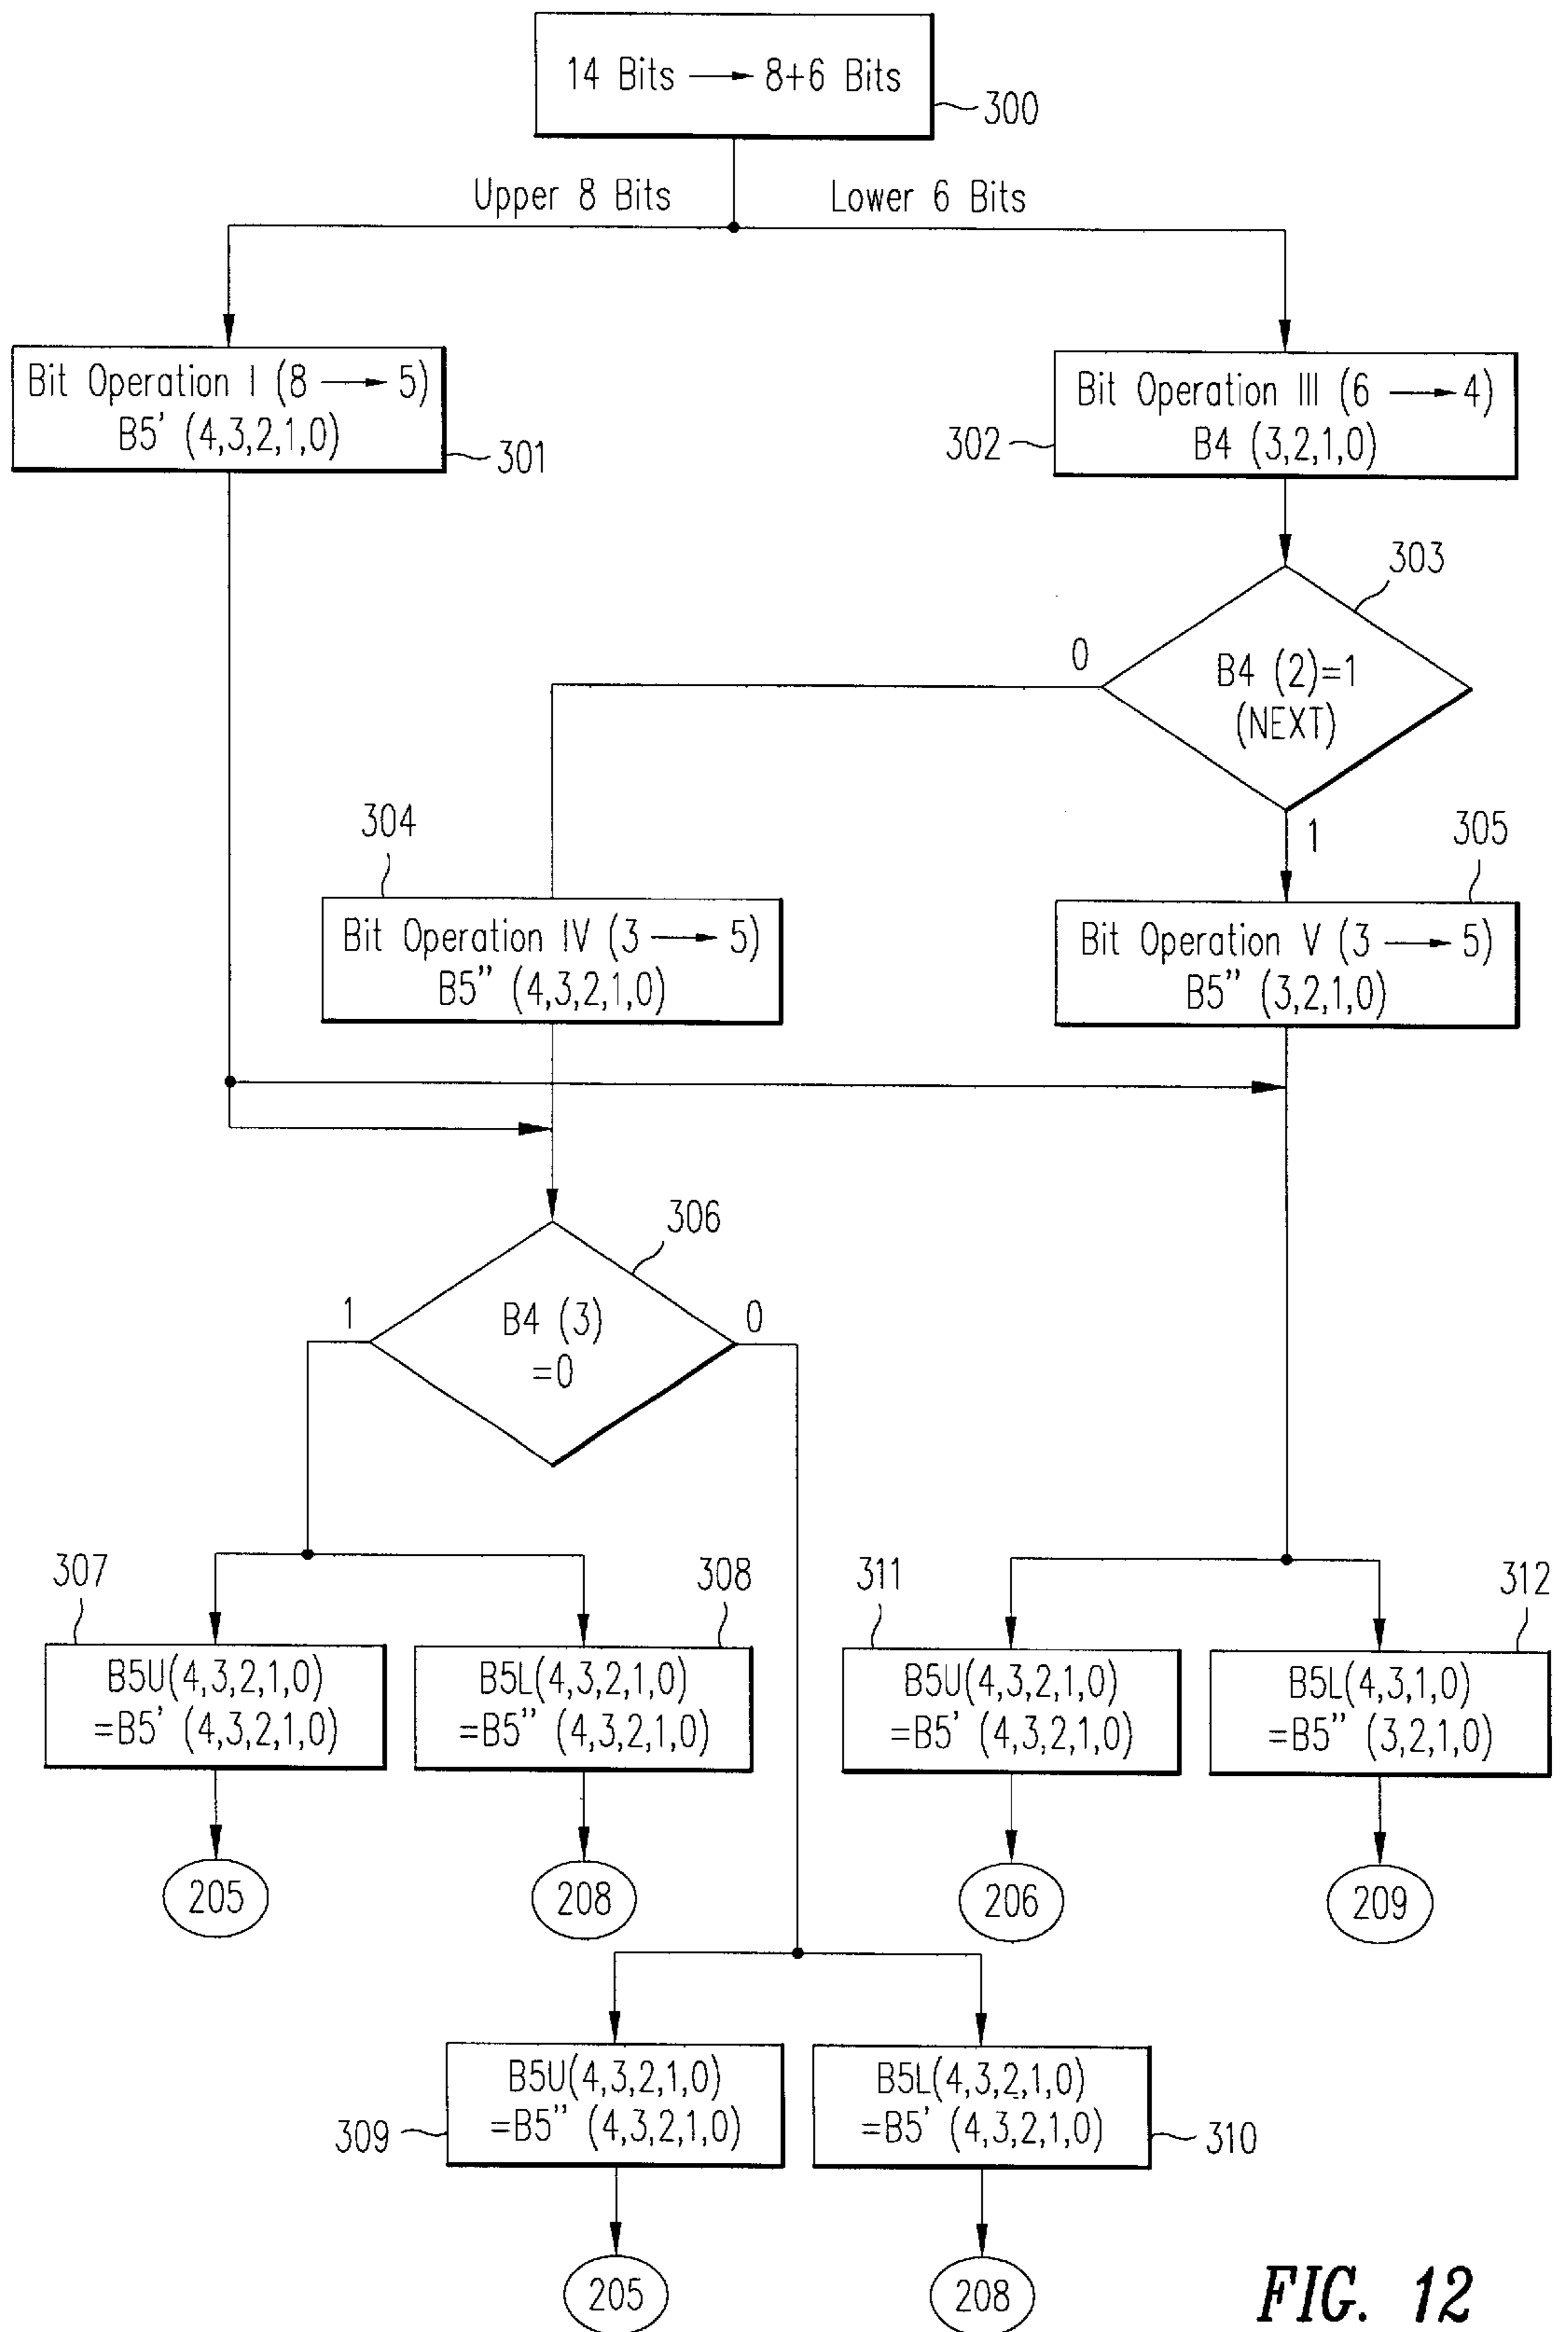 14 Bits → 8+6 Bits
300
Upper 8 Bits
Lower 6 Bits
Bit Operation I (8 → 5)
B5' (4,3,2,1,0)
301
Bit Operation III (6 → 4)
B4 (3,2,1,0)
302
303
0
B4 (2)=1
(NEXT)
1
304
305
Bit Operation IV (3 → 5)
B5" (4,3,2,1,0)
Bit Operation V (3 → 5)
B5" (3,2,1,0)
306
1
B4 (3)
=0
0
307
308
311
312
B5U(4,3,2,1,0)
=B5' (4,3,2,1,0)
B5L(4,3,2,1,0)
=B5" (4,3,2,1,0)
B5U(4,3,2,1,0)
=B5' (4,3,2,1,0)
B5L(4,3,1,0)
=B5" (3,2,1,0)
205
208
206
209
B5U(4,3,2,1,0)
=B5" (4,3,2,1,0)
309
B5L(4,3,2,1,0)
=B5' (4,3,2,1,0)
310
205
208
FIG. 12